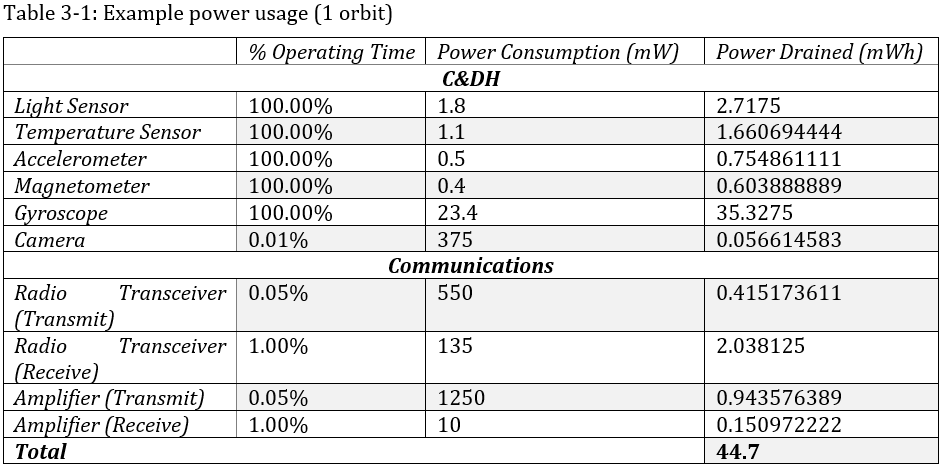 Table 3-1: Example power usage (1 orbit)
% Operating Time Power Consumption (mW) Power Drained (mWh)
C&DH
Light Sensor 100.00% 1.8 2.7175
Temperature Sensor 100.00% 1.1 1.660694444
Accelerometer 100.00% 0.5 0.754861111
Magnetometer 100.00% 0.4 0.603888889
Gyroscope 100.00% 23.4 35.3275
Camera 0.01% 375 0.056614583
Communications
Radio Transceiver 0.05% 550 0.415173611
(Transmit)
Radio Transceiver 1.00% 135 2.038125
(Receive)
Amplifier (Transmit) 0.05% 1250 0.943576389
Amplifier (Receive) 1.00% 10 0.150972222
Total 44.7